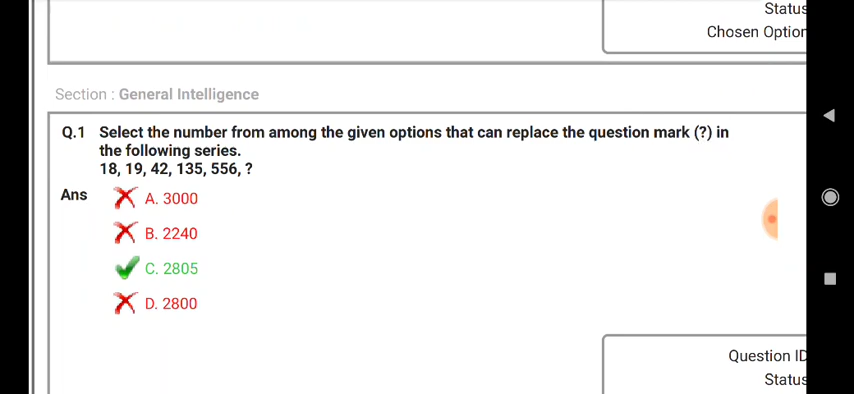 Status
Chosen Option
Section : General Intelligence
Q.1 Select the number from among the given options that can replace the question mark (?) in
the following series.
18, 19, 42, 135, 556, ?
Ans
A. 3000
B. 2240
C. 2805
D. 2800
Question ID
Status